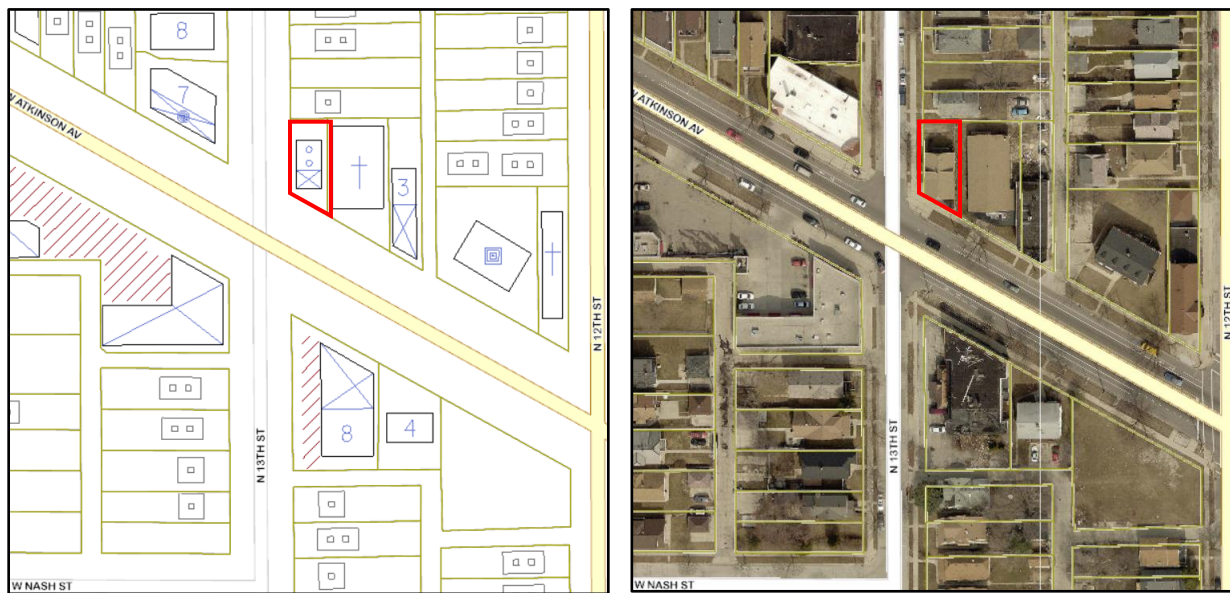 8
7
W ATKINSON AV
3
N 12TH ST
N 13TH ST
8
4
W NASH ST
W ATKINSON AV
N 12TH ST
N 13TH ST
W NASH ST